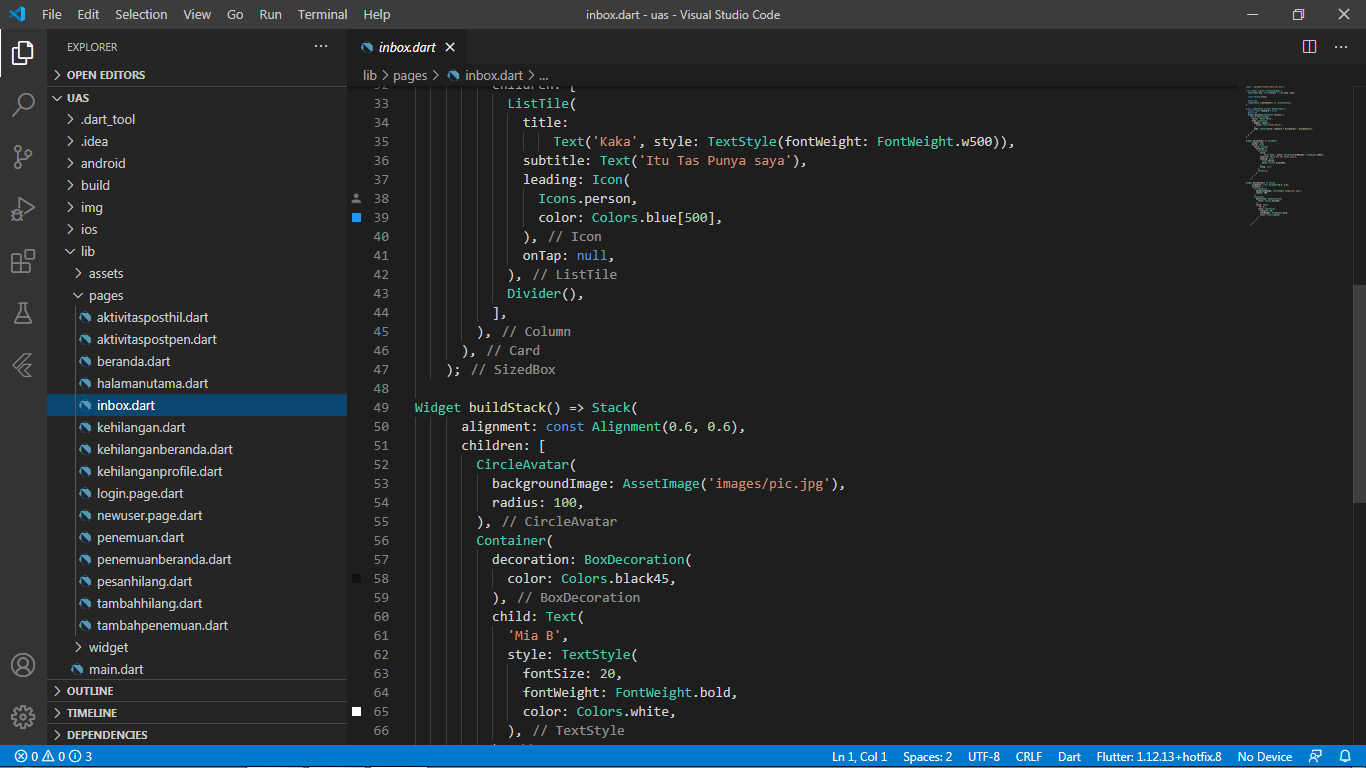 File Edit Selection View Go Run Terminal Help
inbox.dart - uas - Visual Studio Code
EXPLORER
OPEN EDITORS
UAS
.dart_tool
.idea
android
build
img
ios
lib
assets
pages
aktivitasposthil.dart
aktivitaspostpen.dart
beranda.dart
halamanutama.dart
inbox.dart
kehilangan.dart
kehilanganberanda.dart
kehilanganprofile.dart
login.page.dart
newuser.page.dart
penemuan.dart
penemuanberanda.dart
pesanhilang.dart
tambahhilang.dart
tambahpenemuan.dart
widget
main.dart
OUTLINE
TIMELINE
DEPENDENCIES
inbox.dart
lib > pages > inbox.dart > ...
32 children: [
33 ListTile(
34 title:
35 Text('Kaka', style: TextStyle(fontWeight: FontWeight.w500)),
36 subtitle: Text('Itu Tas Punya saya'),
37 leading: Icon(
38 Icons.person,
39 color: Colors.blue[500],
40 ), // Icon
41 onTap: null,
42 ), // ListTile
43 Divider(),
44 ],
45 ), // Column
46 ), // Card
47 ); // SizedBox
48
49 Widget buildStack() => Stack(
50 alignment: const Alignment(0.6, 0.6),
51 children: [
52 CircleAvatar(
53 backgroundImage: AssetImage('images/pic.jpg'),
54 radius: 100,
55 ), // CircleAvatar
56 Container(
57 decoration: BoxDecoration(
58 color: Colors.black45,
59 ), // BoxDecoration
60 child: Text(
61 'Mia B',
62 style: TextStyle(
63 fontSize: 20,
64 fontWeight: FontWeight.bold,
65 color: Colors.white,
66 ), // TextStyle
0 0 3
Ln 1, Col 1 Spaces: 2 UTF-8 CRLF Dart Flutter: 1.12.13+hotfix.8 No Device